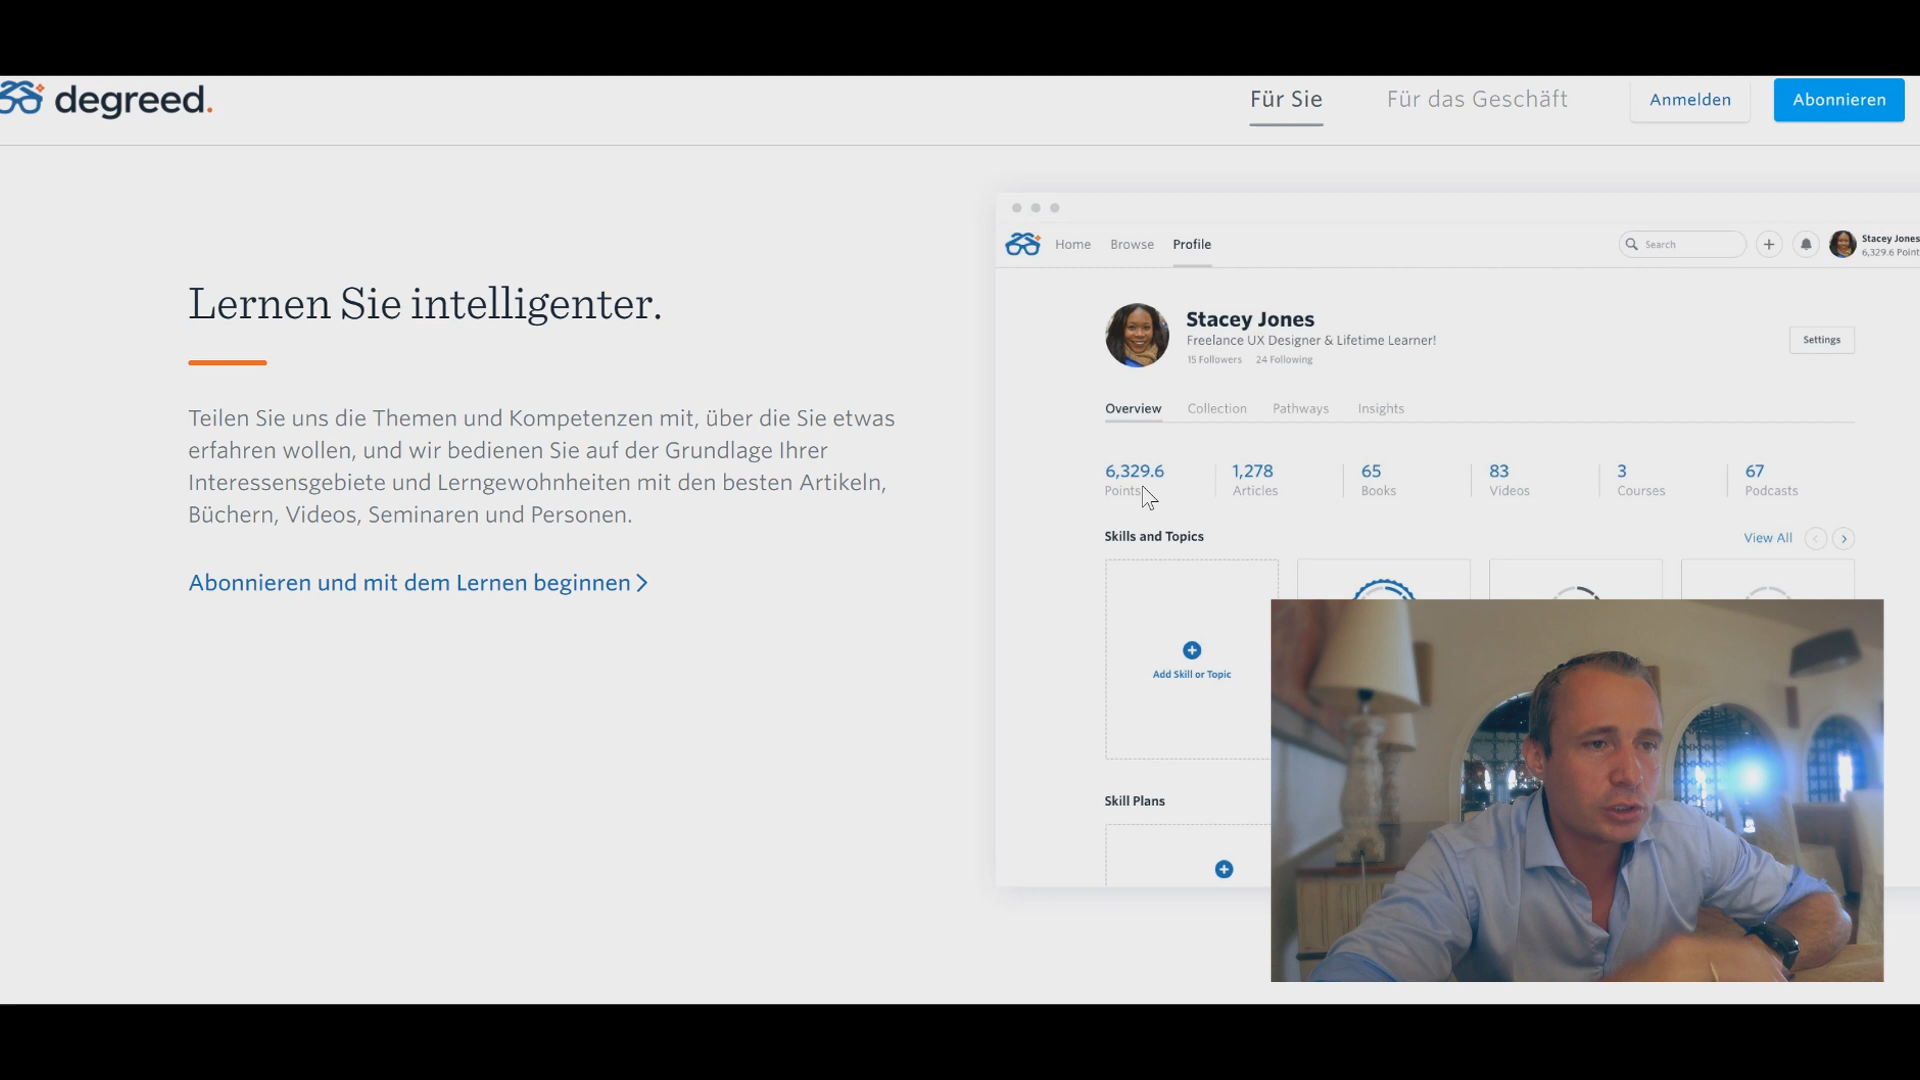 degreed.
Für Sie
Für das Geschäft
Anmelden
Abonnieren
Lernen Sie intelligenter.
Teilen Sie uns die Themen und Kompetenzen mit, über die Sie etwas
erfahren wollen, und wir bedienen Sie auf der Grundlage Ihrer
Interessensgebiete und Lerngewohnheiten mit den besten Artikeln,
Büchern, Videos, Seminaren und Personen.
Abonnieren und mit dem Lernen beginnen
Home
Browse
Profile
Search
Stacey Jones
6,329.6 Point
Stacey Jones
Freelance UX Designer & Lifetime Learner!
15 Followers
24 Following
Settings
Overview
Collection
Pathways
Insights
6,329.6
Points
1,278
Articles
65
Books
83
Videos
3
Courses
67
Podcasts
Skills and Topics
View All
Add Skill or Topic
Skill Plans